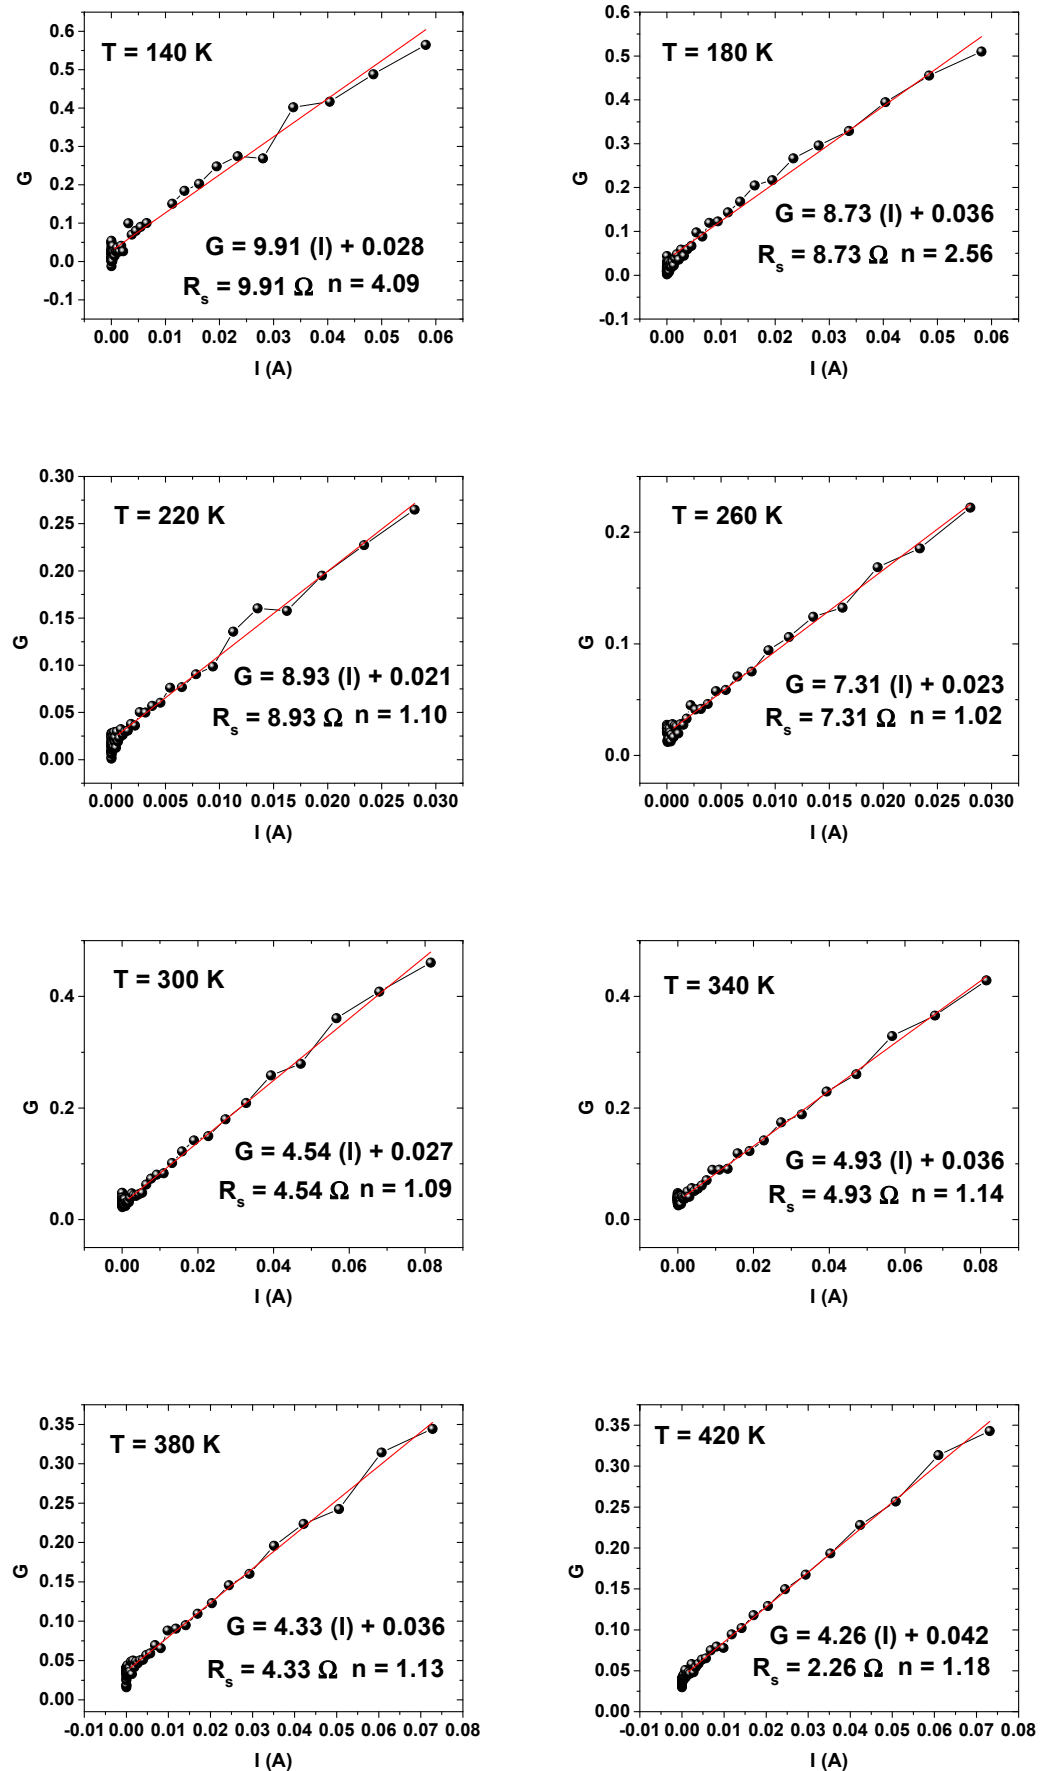 T = 140 K
G = 9.91 (I) + 0.028
Rs = 9.91 Ω n = 4.09
G
0.6
0.5
0.4
0.3
0.2
0.1
0.0
-0.1
0.00 0.01 0.02 0.03 0.04 0.05 0.06
I (A)
T = 180 K
G = 8.73 (I) + 0.036
Rs = 8.73 Ω n = 2.56
G
0.6
0.5
0.4
0.3
0.2
0.1
0.0
-0.1
0.00 0.01 0.02 0.03 0.04 0.05 0.06
I (A)
T = 220 K
G = 8.93 (I) + 0.021
Rs = 8.93 Ω n = 1.10
G
0.30
0.25
0.20
0.15
0.10
0.05
0.00
0.000 0.005 0.010 0.015 0.020 0.025 0.030
I (A)
T = 260 K
G = 7.31 (I) + 0.023
Rs = 7.31 Ω n = 1.02
G
0.2
0.1
0.0
0.000 0.005 0.010 0.015 0.020 0.025 0.030
I (A)
T = 300 K
G = 4.54 (I) + 0.027
Rs = 4.54 Ω n = 1.09
G
0.4
0.2
0.0
0.00 0.02 0.04 0.06 0.08
I (A)
T = 340 K
G = 4.93 (I) + 0.036
Rs = 4.93 Ω n = 1.14
G
0.4
0.2
0.0
0.00 0.02 0.04 0.06 0.08
I (A)
T = 380 K
G = 4.33 (I) + 0.036
Rs = 4.33 Ω n = 1.13
G
0.35
0.30
0.25
0.20
0.15
0.10
0.05
0.00
-0.01 0.00 0.01 0.02 0.03 0.04 0.05 0.06 0.07 0.08
I (A)
T = 420 K
G = 4.26 (I) + 0.042
Rs = 2.26 Ω n = 1.18
G
0.35
0.30
0.25
0.20
0.15
0.10
0.05
0.00
-0.01 0.00 0.01 0.02 0.03 0.04 0.05 0.06 0.07 0.08
I (A)